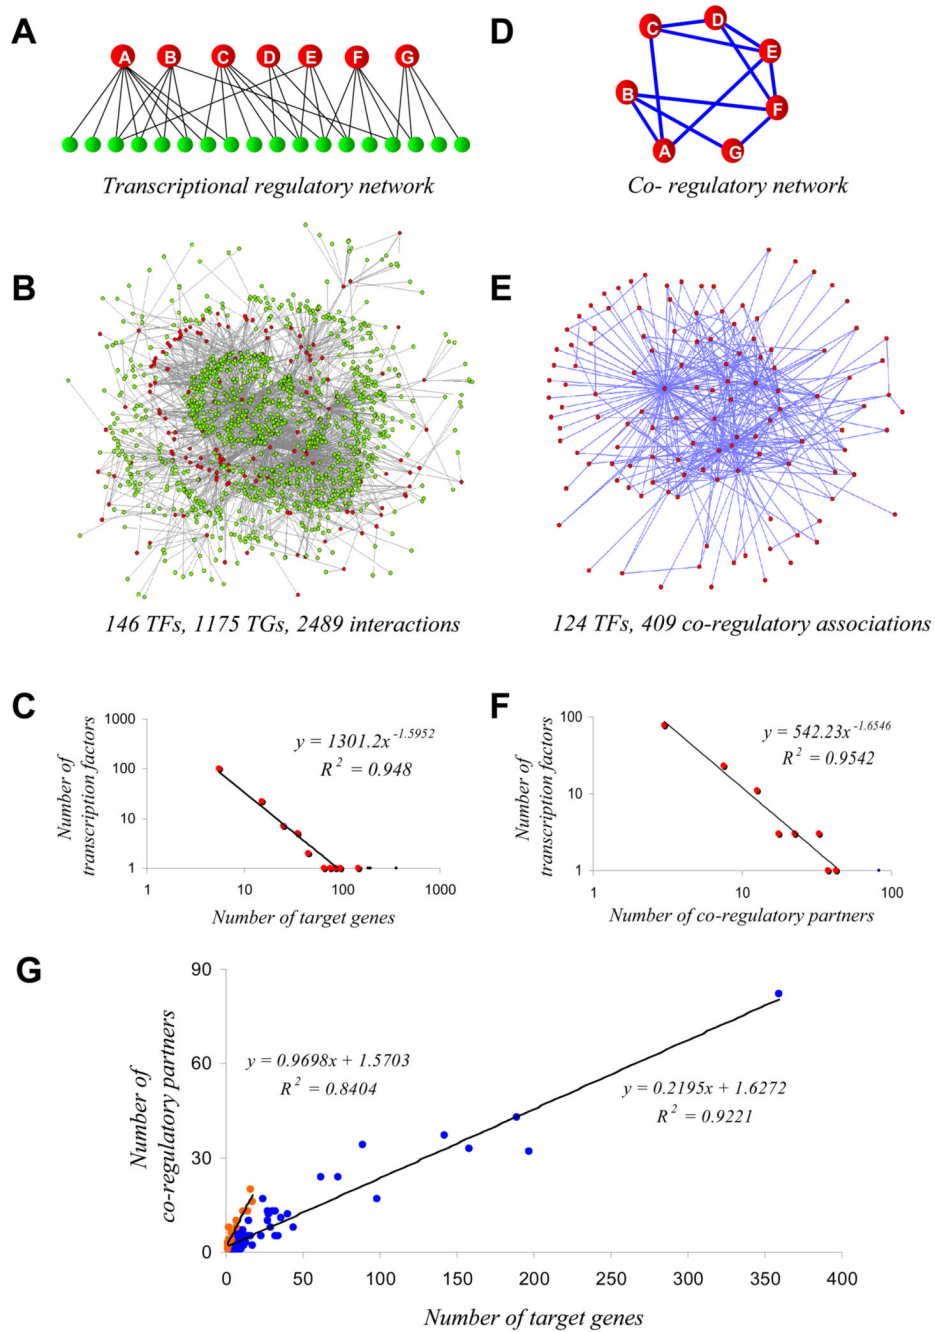 A
A B C D E F G
Transcriptional regulatory network
D
C D E B F A G
Co- regulatory network
B
146 TFs, 1175 TGs, 2489 interactions
E
124 TFs, 409 co-regulatory associations
C
Number of
transcription factors
1000
100
10
1
y = 1301.2x^-1.5952
R^2 = 0.948
1 10 100 1000
Number of target genes
F
Number of
transcription factors
100
10
1
y = 542.23x^-1.6546
R^2 = 0.9542
1 10 100
Number of co-regulatory partners
G
Number of
co-regulatory partners
90
60
30
0
y = 0.9698x + 1.5703
R^2 = 0.8404
y = 0.2195x + 1.6272
R^2 = 0.9221
0 50 100 150 200 250 300 350 400
Number of target genes